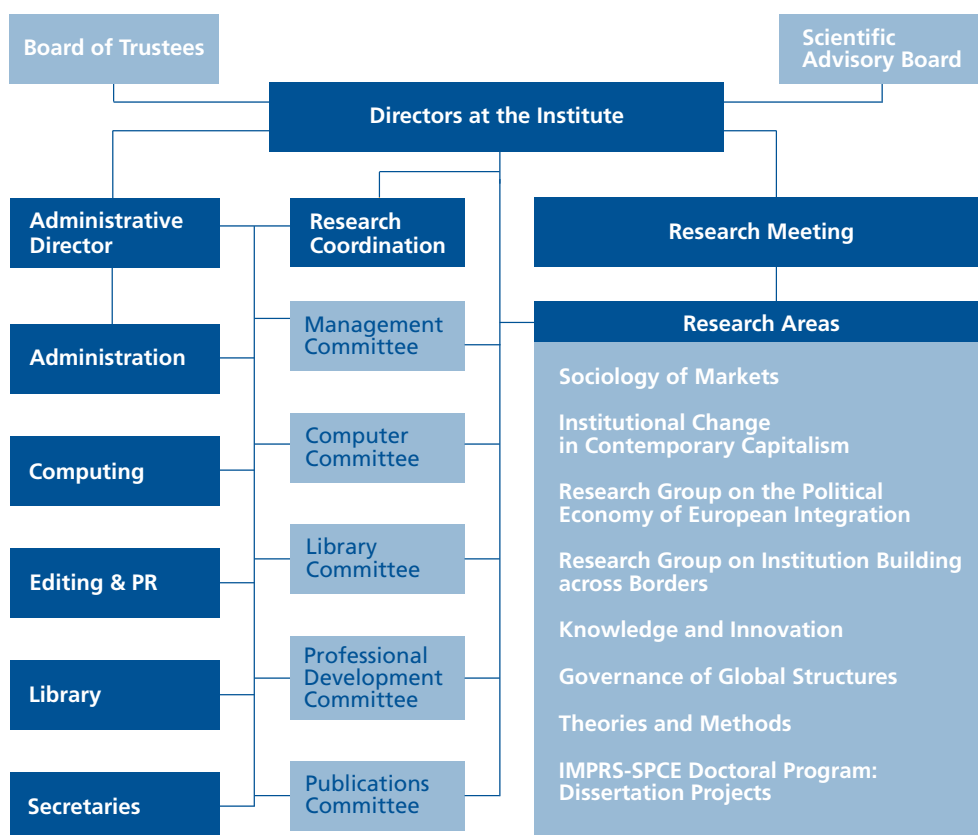 Board of Trustees
Scientific
Advisory Board
Directors at the Institute
Administrative
Director
Research
Coordination
Research Meeting
Administration
Management
Committee
Research Areas
Computing
Computer
Committee
Sociology of Markets
Institutional Change
in Contemporary Capitalism
Editing & PR
Library
Committee
Research Group on the Political
Economy of European Integration
Research Group on Institution Building
across Borders
Library
Professional
Development
Committee
Knowledge and Innovation
Governance of Global Structures
Secretaries
Publications
Committee
Theories and Methods
IMPRS-SPCE Doctoral Program:
Dissertation Projects